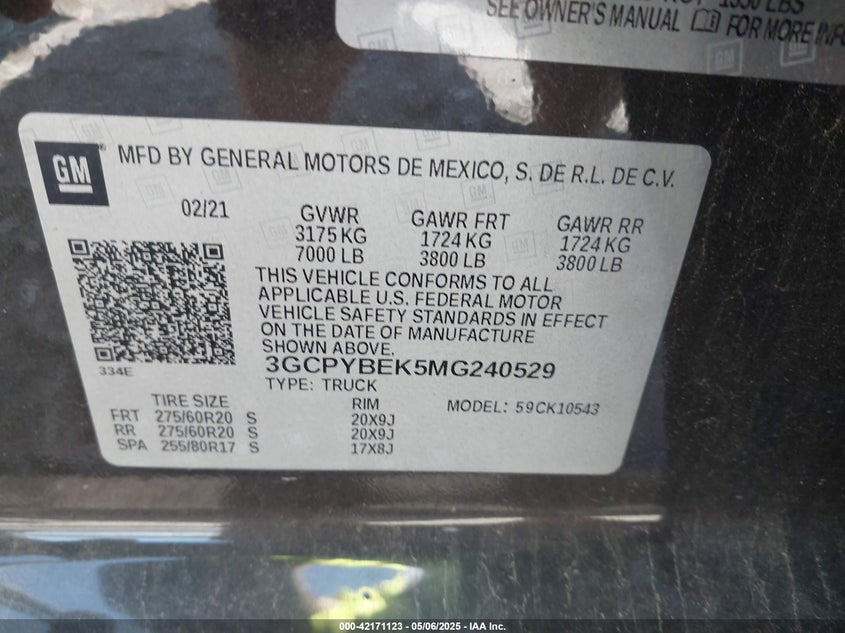 1550 LBS
SEE OWNER'S MANUAL FOR MORE INFO
GM
MFD BY GENERAL MOTORS DE MEXICO, S. DE R.L. DE C.V.
02/21 GVWR GAWR FRT GAWR RR
3175 KG 1724 KG 1724 KG
7000 LB 3800 LB 3800 LB
THIS VEHICLE CONFORMS TO ALL
APPLICABLE U.S. FEDERAL MOTOR
VEHICLE SAFETY STANDARDS IN EFFECT
ON THE DATE OF MANUFACTURE
SHOWN ABOVE.
334E
3GCPYBEK5MG240529
TYPE: TRUCK
TIRE SIZE RIM MODEL: 59CK10543
FRT 275/60R20 S 20X9J
RR 275/60R20 S 20X9J
SPA 255/80R17 S 17X8J
000-42171123 - 05/06/2025 - IAA Inc.